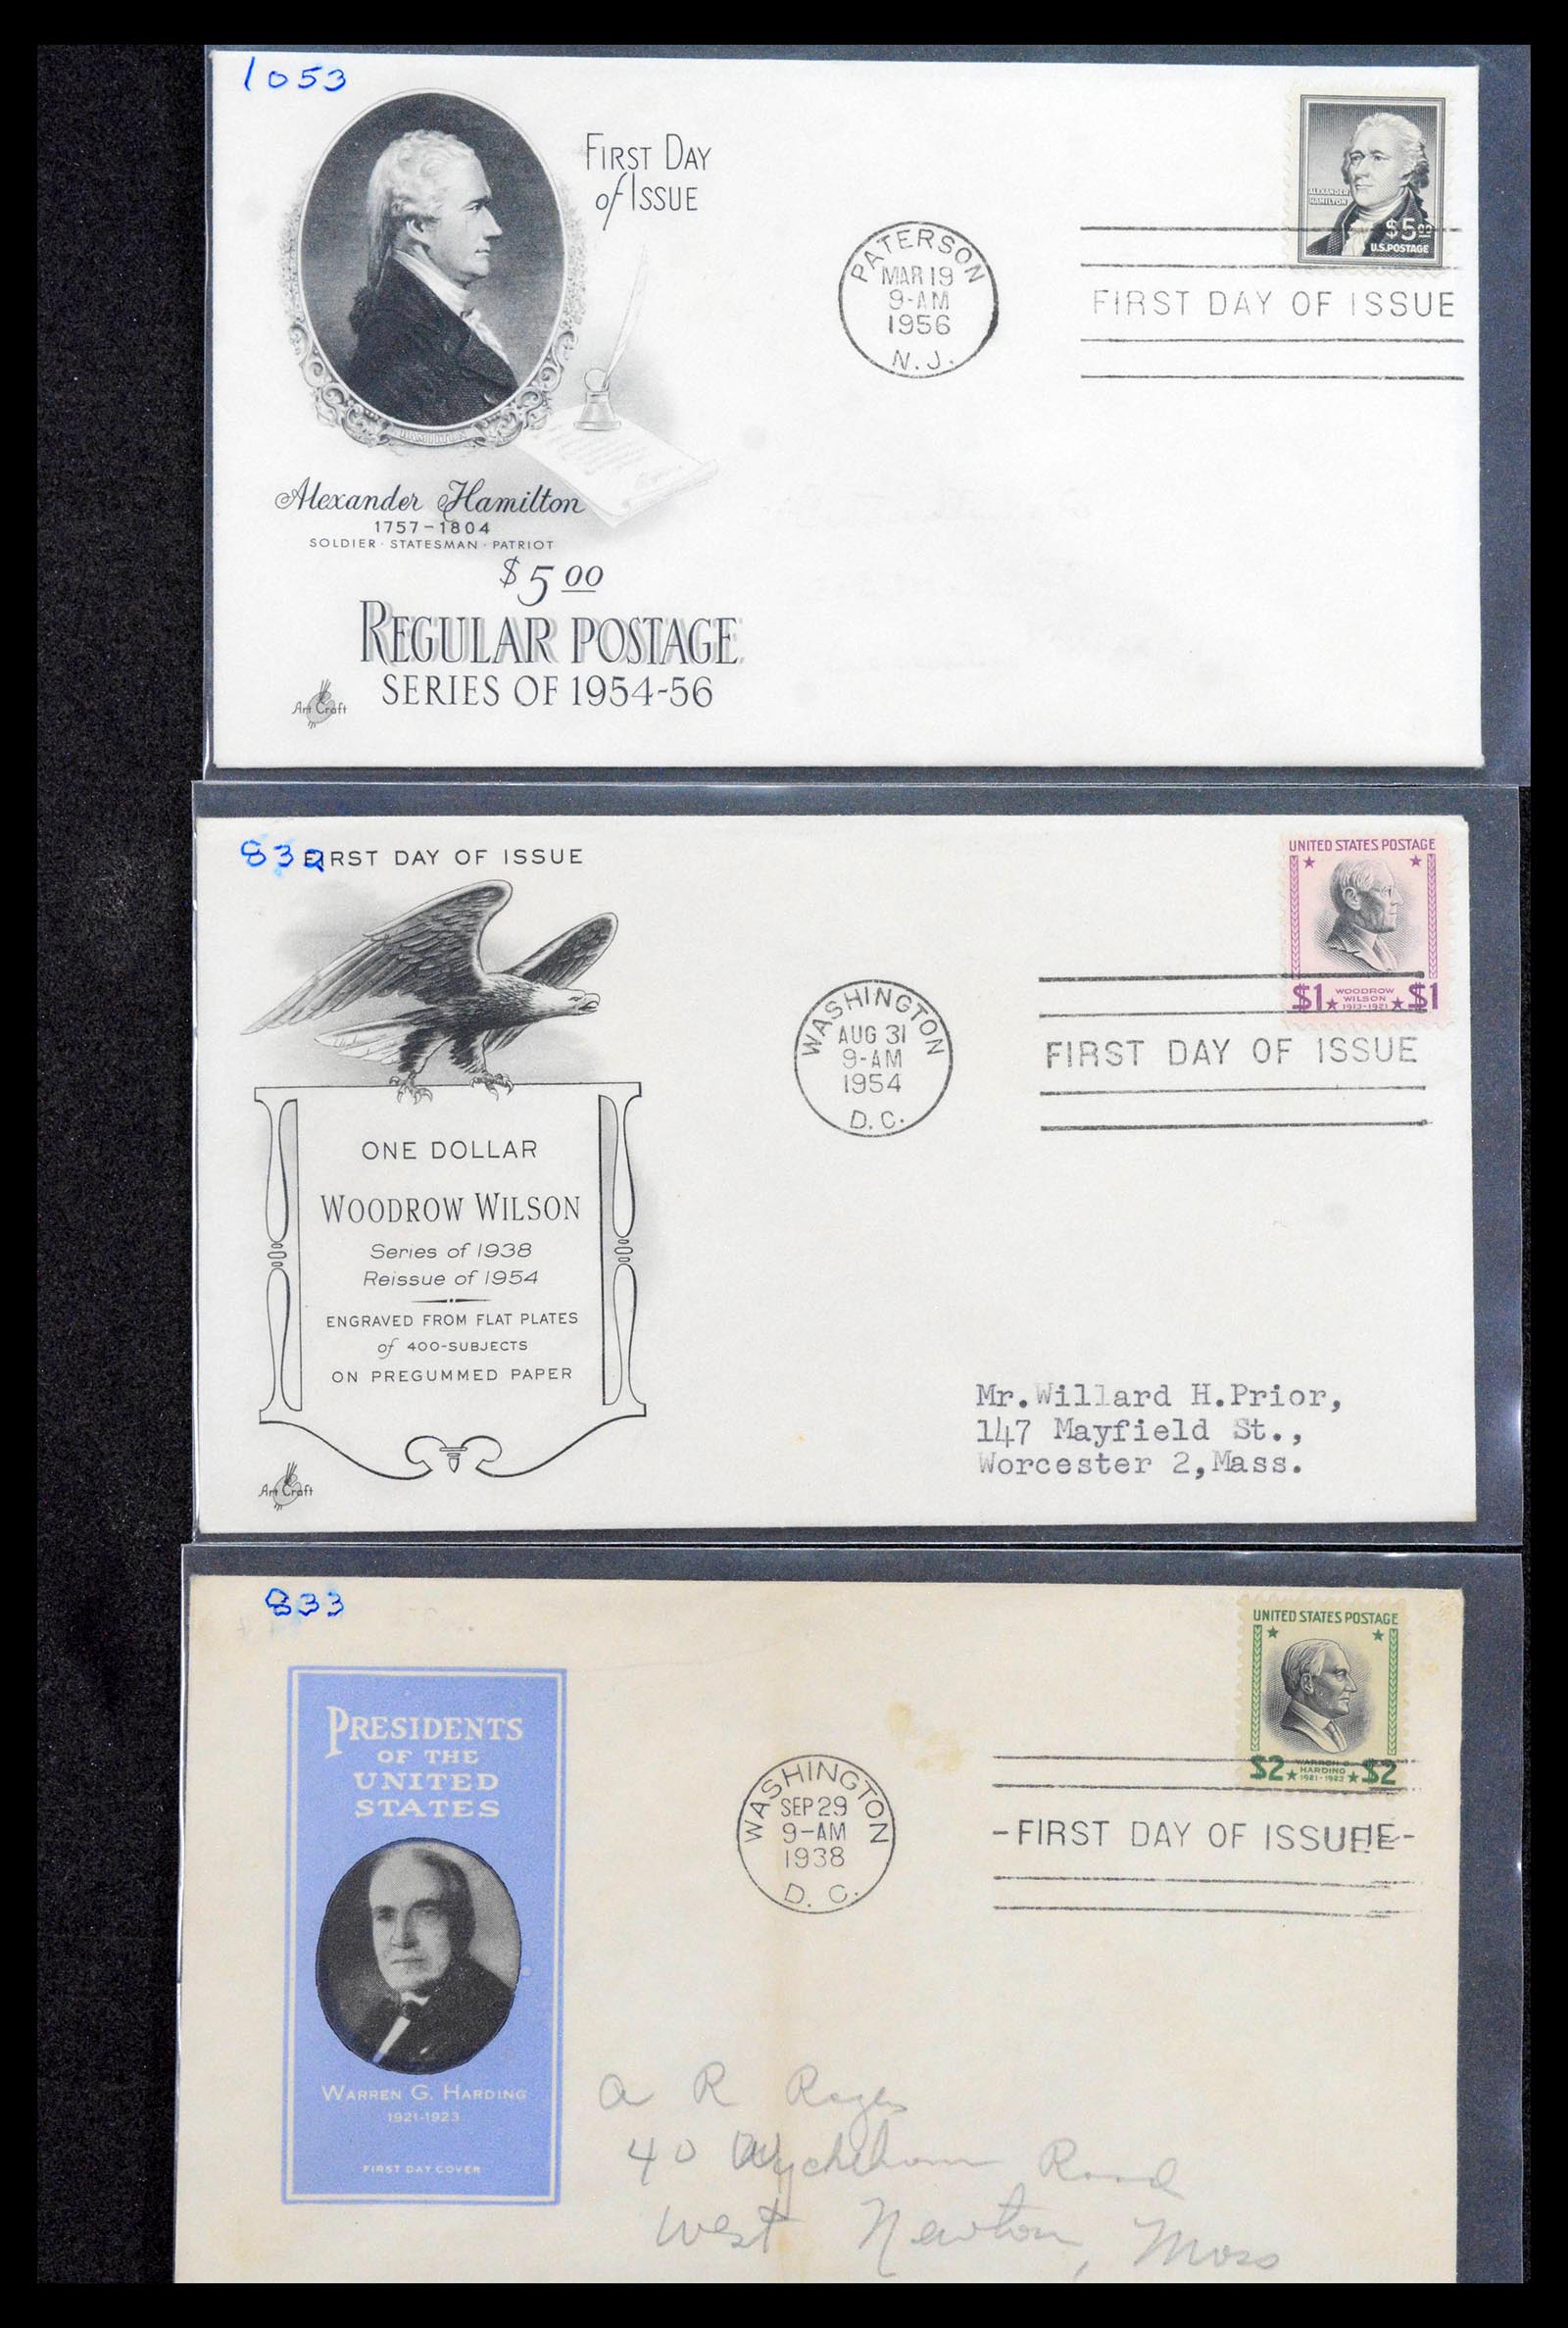 1053
FIRST DAY
of ISSUE
HAMILTON
Alexander Hamilton
1757-1804
SOLDIER · STATESMAN · PATRIOT
$5.00
REGULAR POSTAGE
SERIES OF 1954-56
Art Craft
PATERSON
MAR 19
9-AM
1956
N.J.
ALEXANDER
HAMILTON
$5.00
U.S. POSTAGE
FIRST DAY OF ISSUE
832
FIRST DAY OF ISSUE
ONE DOLLAR
WOODROW WILSON
Series of 1938
Reissue of 1954
ENGRAVED FROM FLAT PLATES
of 400-SUBJECTS
ON PREGUMMED PAPER
Art Craft
WASHINGTON
AUG 31
9-AM
1954
D.C.
UNITED STATES POSTAGE
$1 WOODROW WILSON 1913-1921 $1
FIRST DAY OF ISSUE
Mr.Willard H.Prior,
147 Mayfield St.,
Worcester 2,Mass.
833
PRESIDENTS
OF THE
UNITED
STATES
WARREN G. HARDING
1921-1923
FIRST DAY COVER
WASHINGTON
SEP 29
9-AM
1938
D. C.
UNITED STATES POSTAGE
$2 WARREN G. HARDING 1921-1923 $2
-FIRST DAY OF ISSUE-
A R
40 Road
West Newton, Mass